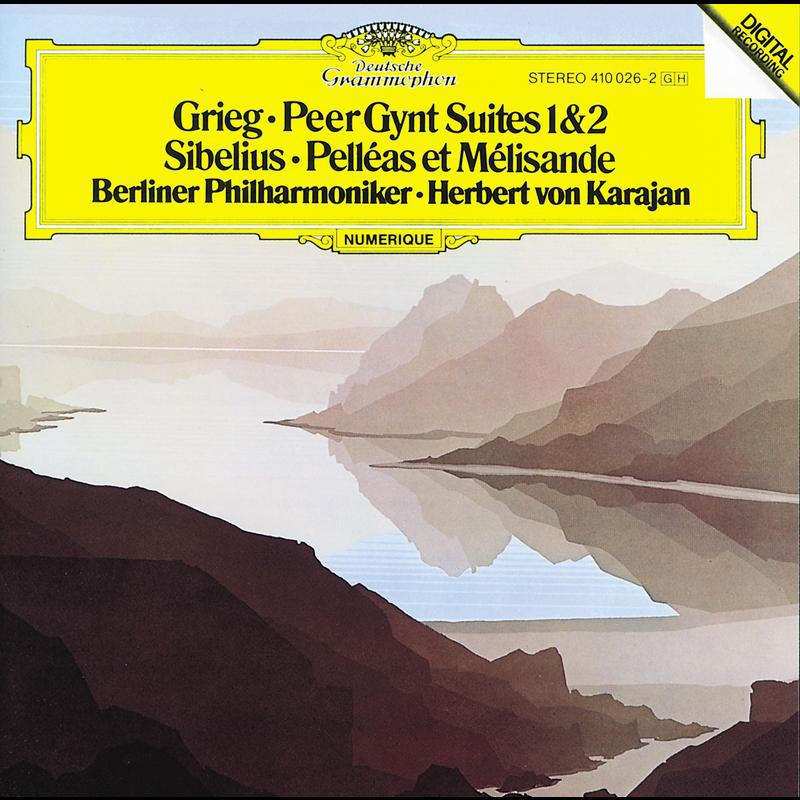 Deutsche
Grammophon
STEREO 410 026-2 GH
DIGITAL
RECORDING
Grieg · Peer Gynt Suites 1&2
Sibelius · Pelléas et Mélisande
Berliner Philharmoniker · Herbert von Karajan
NUMERIQUE